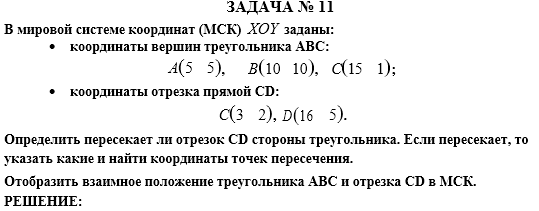 ЗАДАЧА № 11
В мировой системе координат (МСК) XOY заданы:
• координаты вершин треугольника ABC:
A(5 5), B(10 10), C(15 1);
• координаты отрезка прямой CD:
C(3 2), D(16 5).
Определить пересекает ли отрезок CD стороны треугольника. Если пересекает, то
указать какие и найти координаты точек пересечения.
Отобразить взаимное положение треугольника ABC и отрезка CD в МСК.
РЕШЕНИЕ: